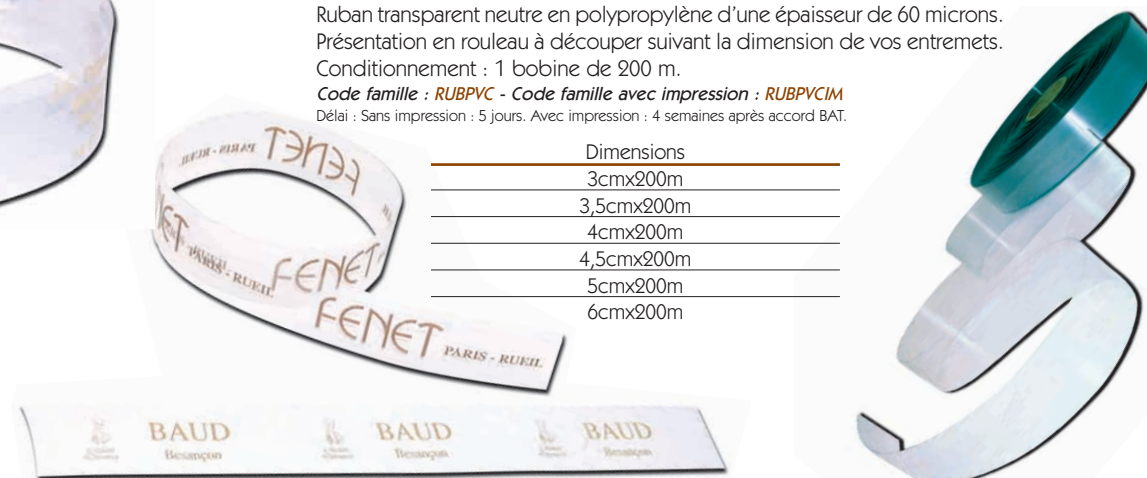 Ruban transparent neutre en polypropylène d'une épaisseur de 60 microns.
Présentation en rouleau à découper suivant la dimension de vos entremets.
Conditionnement : 1 bobine de 200 m.
Code famille : RUBPVC - Code famille avec impression : RUBPVCIM
Délai : Sans impression : 5 jours. Avec impression : 4 semaines après accord BAT.
Dimensions
3cmx200m
3,5cmx200m
4cmx200m
4,5cmx200m
5cmx200m
6cmx200m
FENET PARIS - RUEIL
PARIS - RUEIL FENET
FENET PARIS - RUEIL
BAUD BAUD BAUD
Besançon Besançon Besançon